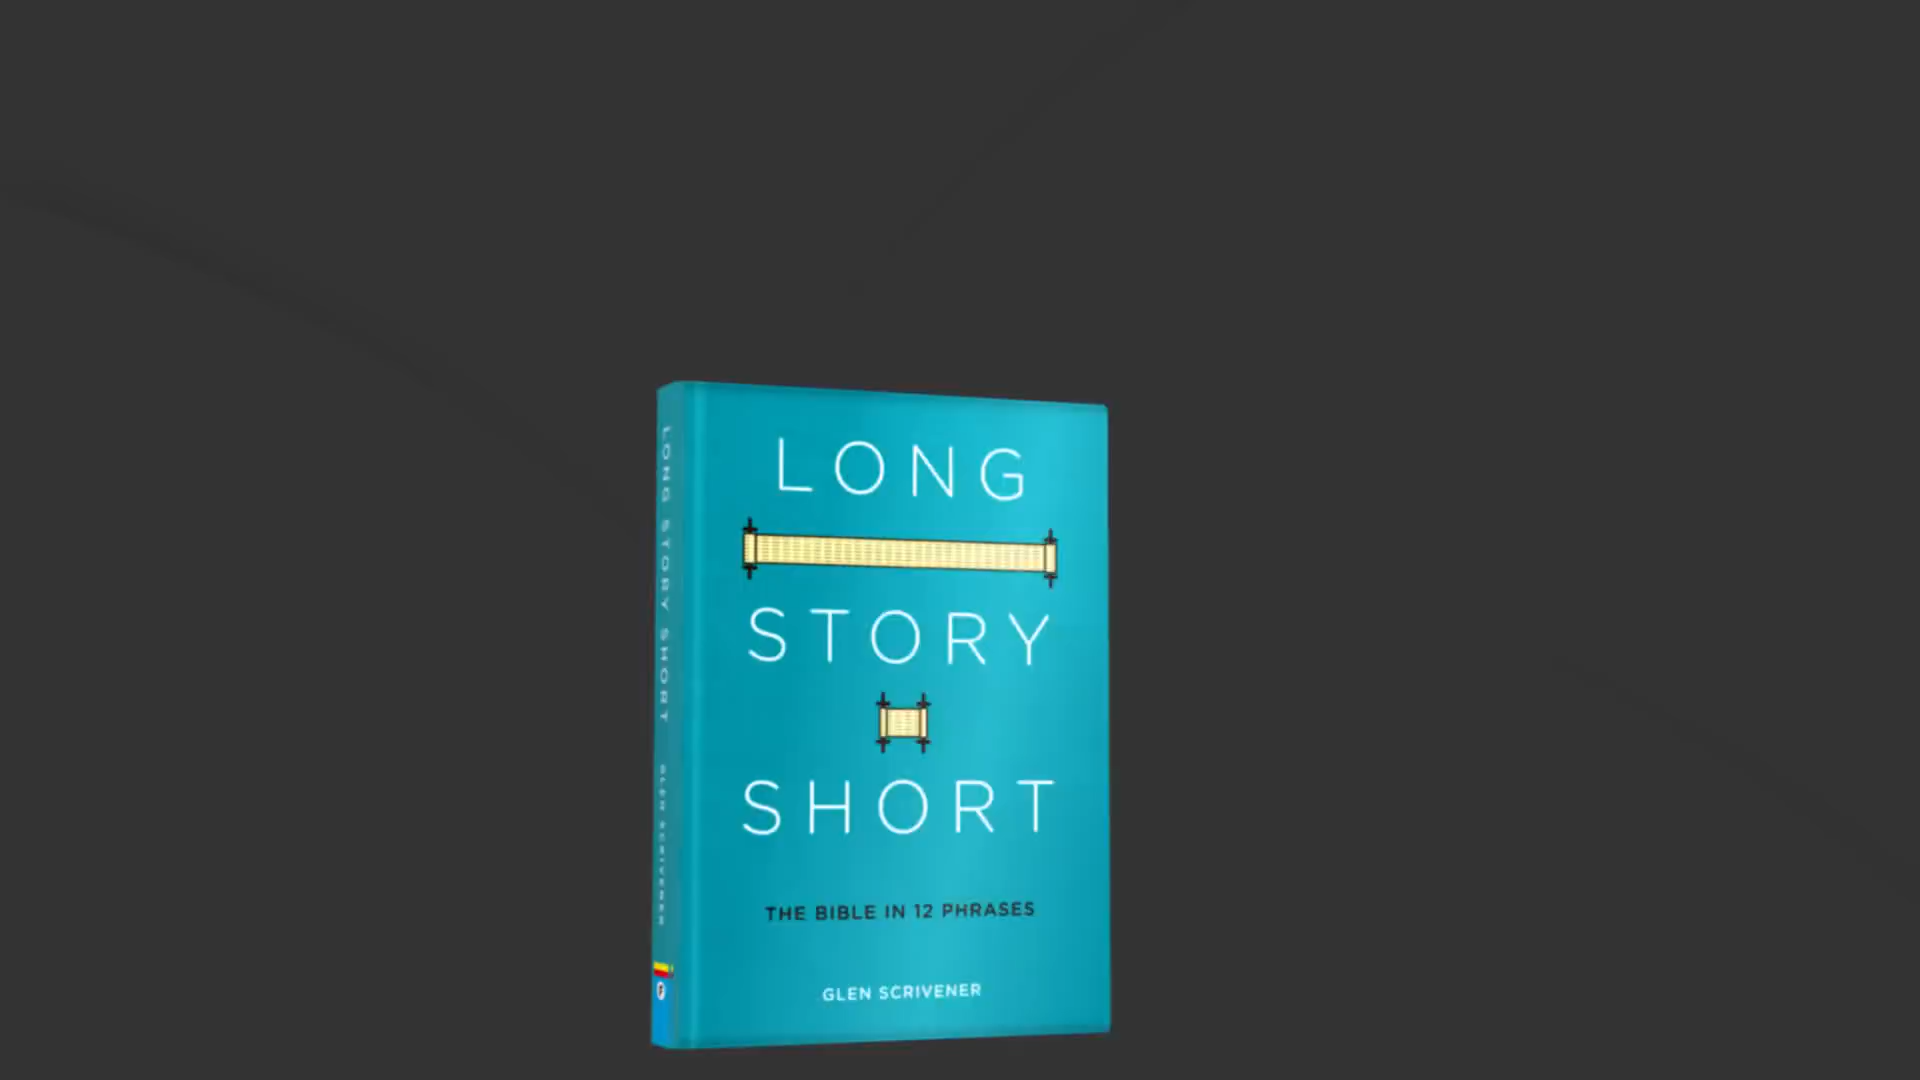 LONG
STORY
SHORT
THE BIBLE IN 12 PHRASES
GLEN SCRIVENER
LONG STORY SHORT GLEN SCRIVENER